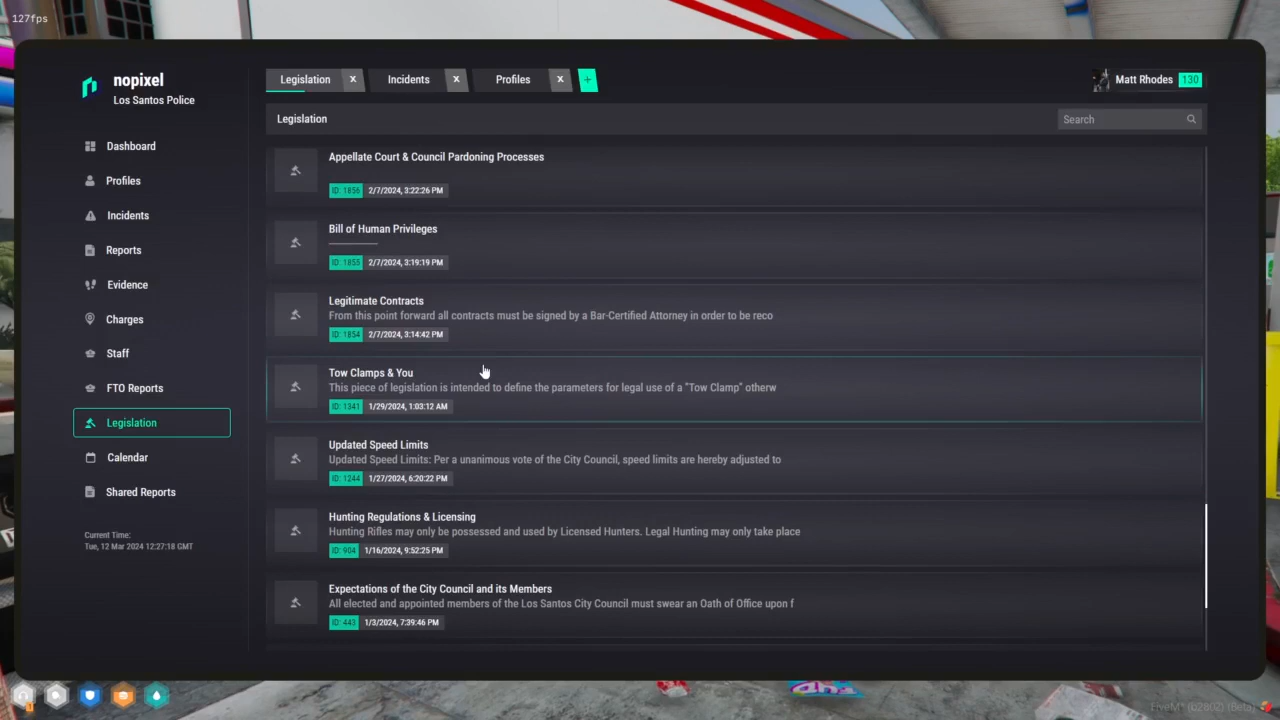 127fps
nopixel
Los Santos Police
Legislation x
Incidents x
Profiles x
+
Matt Rhodes 130
Dashboard
Profiles
Incidents
Reports
Evidence
Charges
Staff
FTO Reports
Legislation
Calendar
Shared Reports
Current Time:
Tue, 12 Mar 2024 12:27:18 GMT
Legislation
Search
Appellate Court & Council Pardoning Processes
ID: 1856 2/7/2024, 3:22:26 PM
Bill of Human Privileges
ID: 1855 2/7/2024, 3:19:19 PM
Legitimate Contracts
From this point forward all contracts must be signed by a Bar-Certified Attorney in order to be reco
ID: 1854 2/7/2024, 3:14:42 PM
Tow Clamps & You
This piece of legislation is intended to define the parameters for legal use of a "Tow Clamp" otherw
ID: 1341 1/29/2024, 1:03:12 AM
Updated Speed Limits
Updated Speed Limits: Per a unanimous vote of the City Council, speed limits are hereby adjusted to
ID: 1244 1/27/2024, 6:20:22 PM
Hunting Regulations & Licensing
Hunting Rifles may only be possessed and used by Licensed Hunters. Legal Hunting may only take place
ID: 904 1/16/2024, 9:52:25 PM
Expectations of the City Council and its Members
All elected and appointed members of the Los Santos City Council must swear an Oath of Office upon f
ID: 443 1/3/2024, 7:39:46 PM
FiveM* (b2802) (Beta)